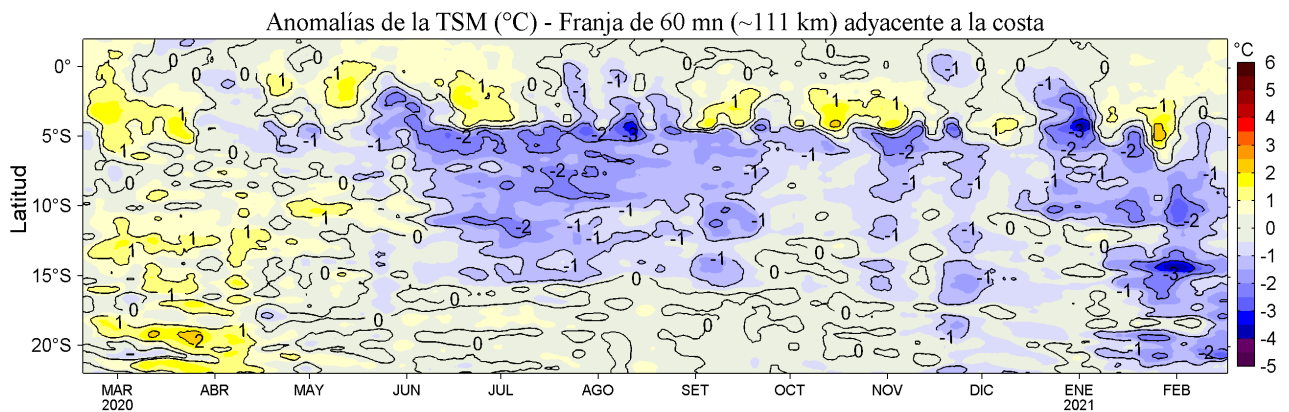 Anomalías de la TSM (°C) - Franja de 60 mn (~111 km) adyacente a la costa
°C
Latitud
0°
5°S
10°S
15°S
20°S
6
5
4
3
2
1
0
-1
-2
-3
-4
-5
MAR ABR MAY JUN JUL AGO SET OCT NOV DIC ENE FEB
2020 2021